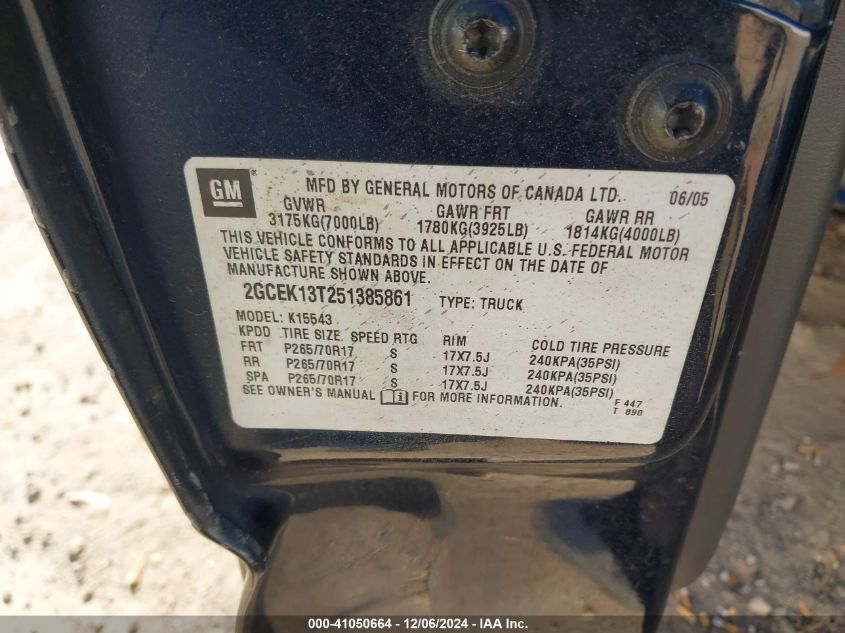 GM ® MFD BY GENERAL MOTORS OF CANADA LTD. 06/05
GVWR GAWR FRT GAWR RR
3175KG(7000LB) 1780KG(3925LB) 1814KG(4000LB)
THIS VEHICLE CONFORMS TO ALL APPLICABLE U.S. FEDERAL MOTOR
VEHICLE SAFETY STANDARDS IN EFFECT ON THE DATE OF
MANUFACTURE SHOWN ABOVE.
2GCEK13T251385861 TYPE: TRUCK
MODEL: K15543
KPDD TIRE SIZE SPEED RTG RIM COLD TIRE PRESSURE
FRT P265/70R17 S 17X7.5J 240KPA(35PSI)
RR P265/70R17 S 17X7.5J 240KPA(35PSI)
SPA P265/70R17 S 17X7.5J 240KPA(35PSI)
SEE OWNER'S MANUAL i FOR MORE INFORMATION.
F 447
T 890
000-41050664 - 12/06/2024 - IAA Inc.